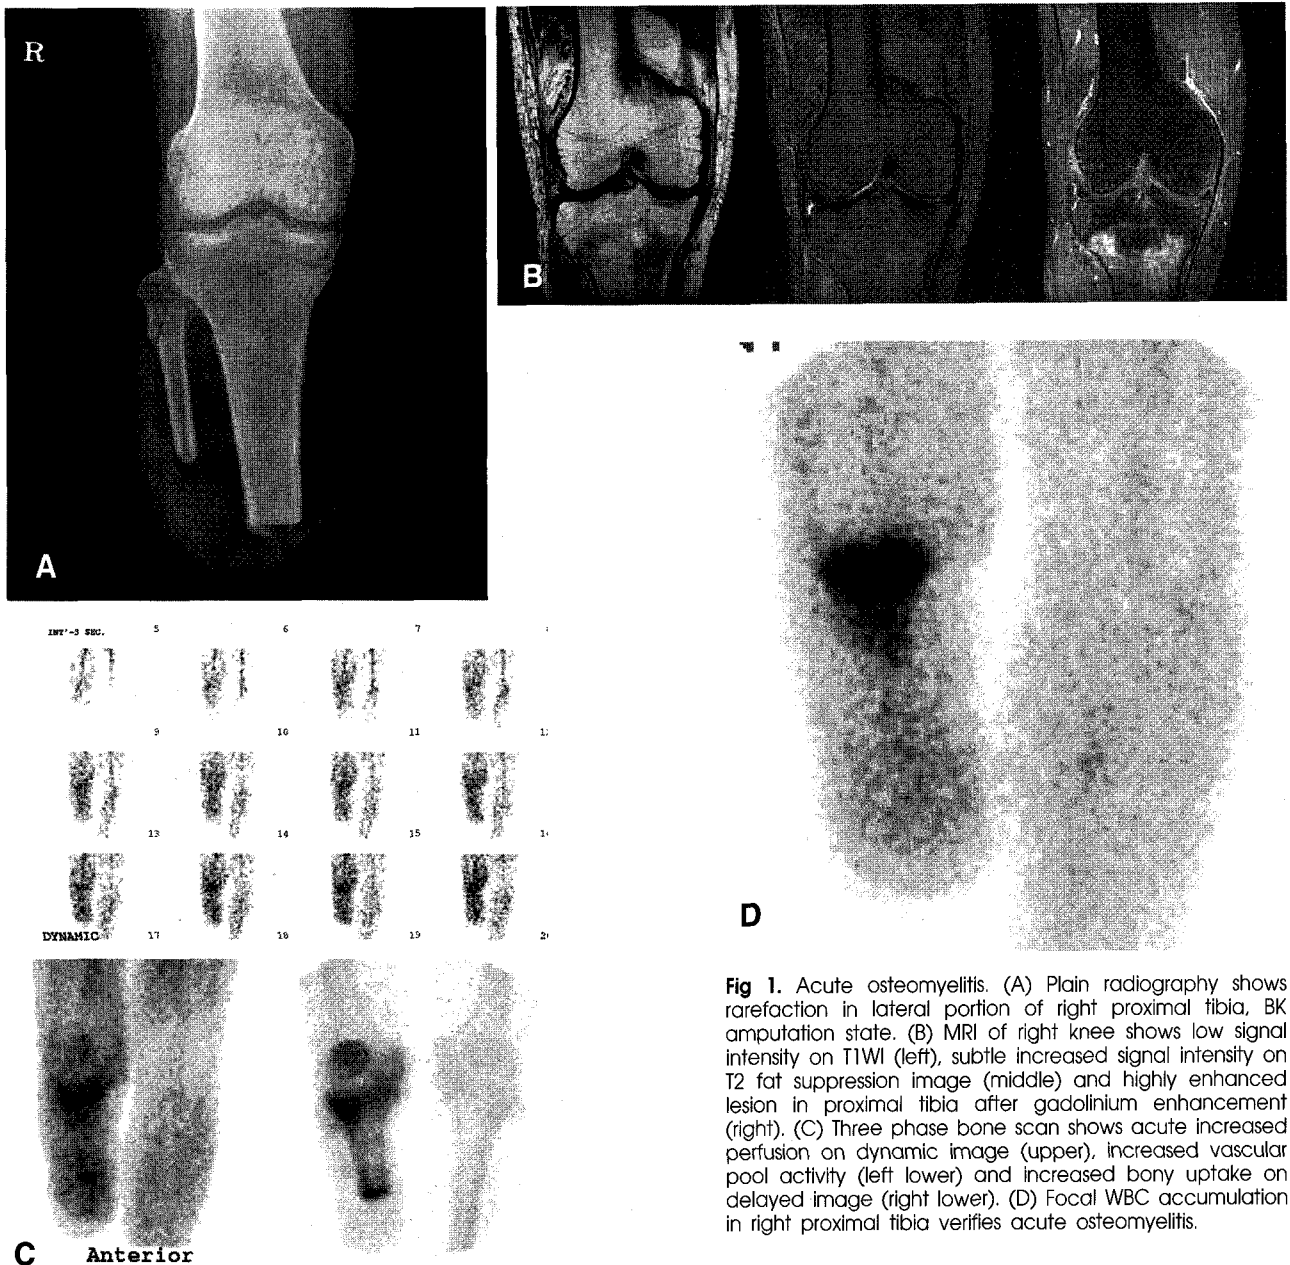 R
A
B
INT'-3 SEC.
5
6
7
9
10
11
13
14
15
DYNAMIC
17
18
19
C Anterior
D
Fig 1. Acute osteomyelitis. (A) Plain radiography shows
rarefaction in lateral portion of right proximal tibia, BK
amputation state. (B) MRI of right knee shows low signal
intensity on T1WI (left), subtle increased signal intensity on
T2 fat suppression image (middle) and highly enhanced
lesion in proximal tibia after gadolinium enhancement
(right). (C) Three phase bone scan shows acute increased
perfusion on dynamic image (upper), increased vascular
pool activity (left lower) and increased bony uptake on
delayed image (right lower). (D) Focal WBC accumulation
in right proximal tibia verifies acute osteomyelitis.